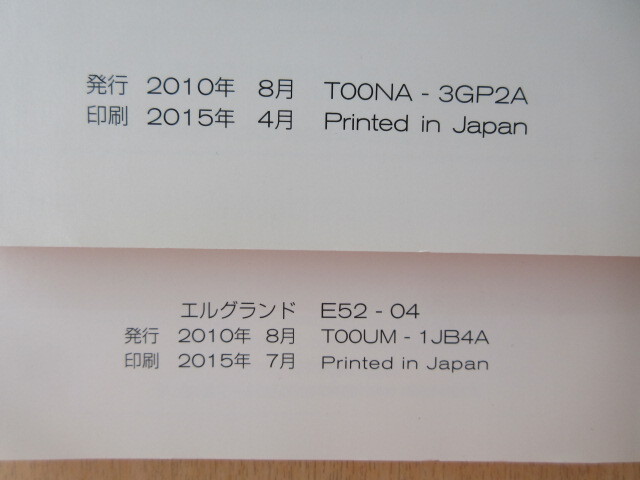 発行 2010年 8月 T00NA - 3GP2A
印刷 2015年 4月 Printed in Japan
エルグランド E52 - 04
発行 2010年 8月 T00UM - 1JB4A
印刷 2015年 7月 Printed in Japan